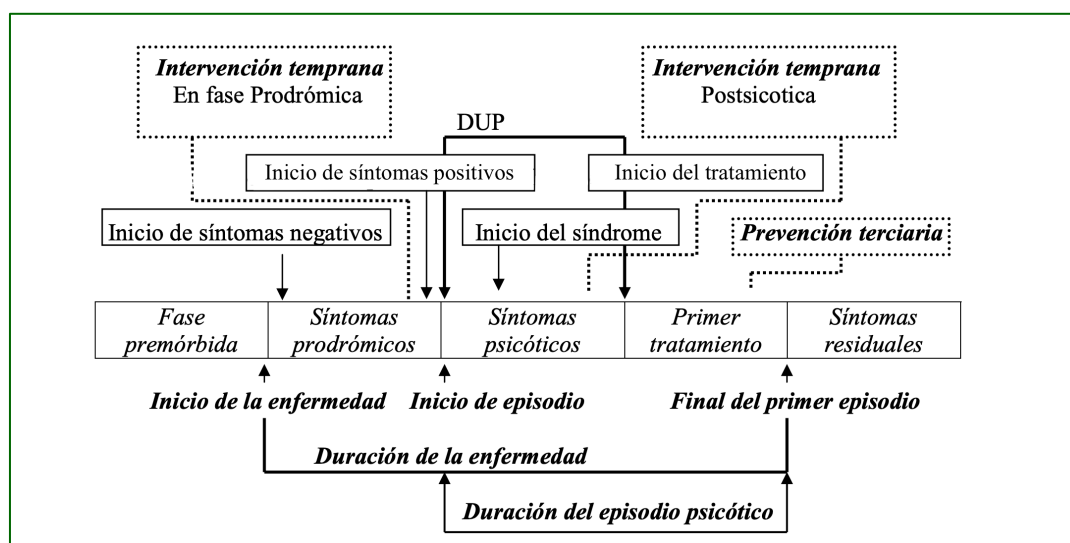 Intervención temprana
En fase Prodrómica
Intervención temprana
Postsicotica
DUP
Inicio de síntomas positivos
Inicio del tratamiento
Inicio de síntomas negativos
Inicio del síndrome
Prevención terciaria
Fase
premórbida
Síntomas
prodrómicos
Síntomas
psicóticos
Primer
tratamiento
Síntomas
residuales
Inicio de la enfermedad
Inicio de episodio
Final del primer episodio
Duración de la enfermedad
Duración del episodio psicótico